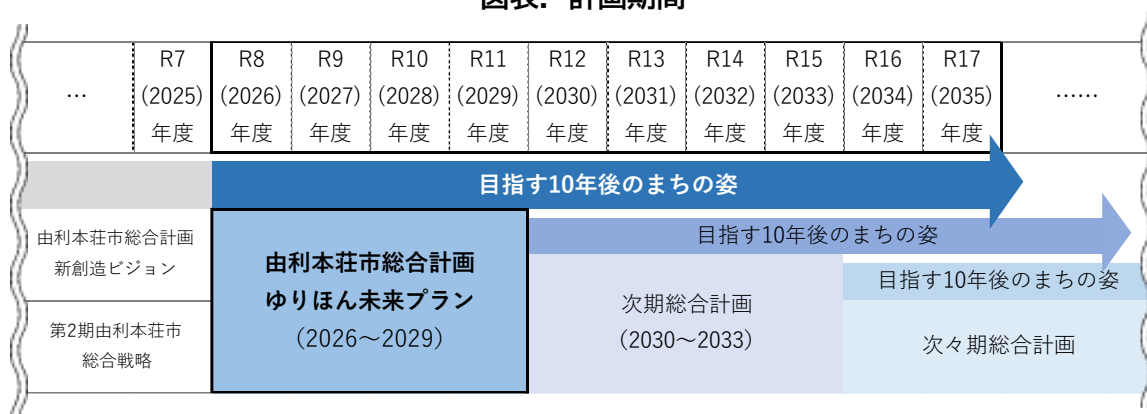 図表. 計画期間
…
R7
(2025)
年度
R8
(2026)
年度
R9
(2027)
年度
R10
(2028)
年度
R11
(2029)
年度
R12
(2030)
年度
R13
(2031)
年度
R14
(2032)
年度
R15
(2033)
年度
R16
(2034)
年度
R17
(2035)
年度
……
目指す10年後のまちの姿
由利本荘市総合計画
新創造ビジョン
第2期由利本荘市
総合戦略
由利本荘市総合計画
ゆりほん未来プラン
（2026～2029）
目指す10年後のまちの姿
次期総合計画
（2030～2033）
目指す10年後のまちの姿
次々期総合計画